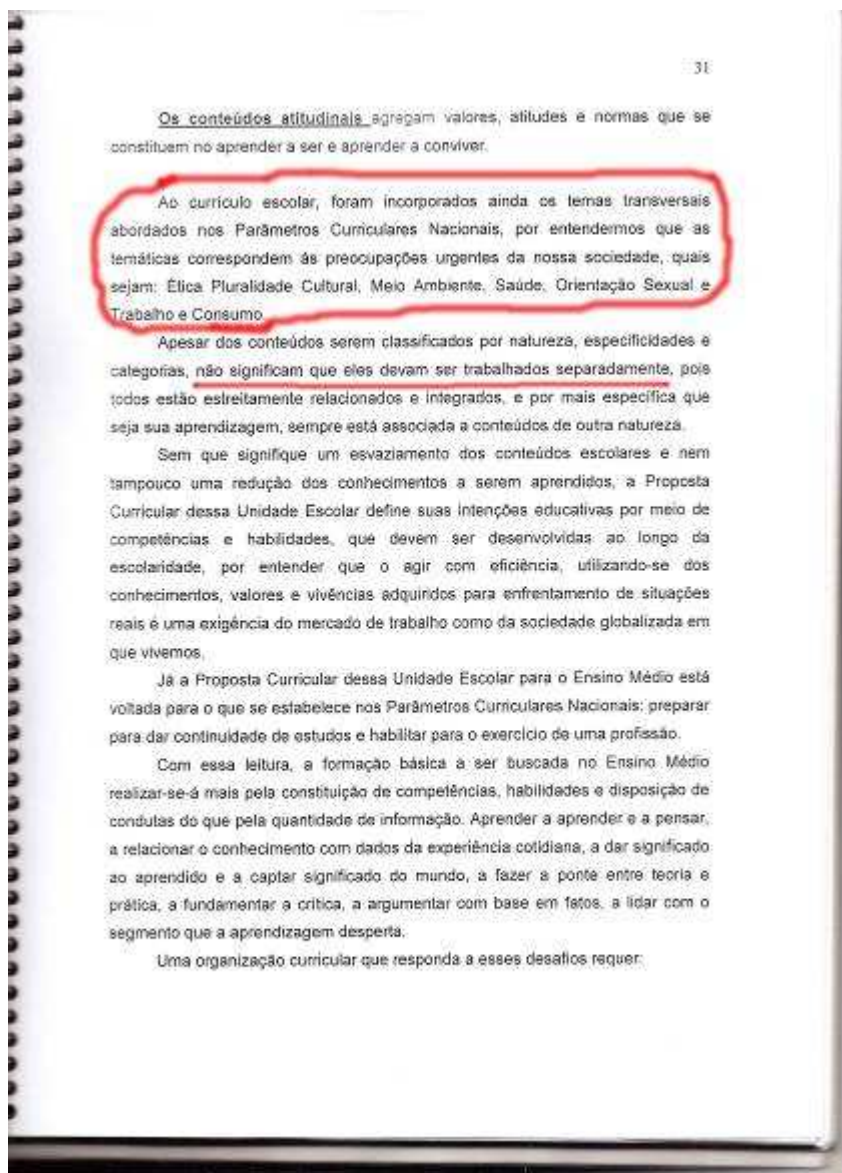 31
Os conteúdos atitudinais agregam valores, atitudes e normas que se
constituem no aprender a ser e aprender a conviver.
Ao currículo escolar, foram incorporados ainda os temas transversais
abordados nos Parâmetros Curriculares Nacionais, por entendermos que as
temáticas correspondem às preocupações urgentes da nossa sociedade, quais
sejam: Ética Pluralidade Cultural, Meio Ambiente, Saúde, Orientação Sexual e
Trabalho e Consumo
Apesar dos conteúdos serem classificados por natureza, especificidades e
categorias, não significam que eles devam ser trabalhados separadamente, pois
todos estão estreitamente relacionados e integrados, e por mais específica que
seja sua aprendizagem, sempre está associada a conteúdos de outra natureza.
Sem que signifique um esvaziamento dos conteúdos escolares e nem
tampouco uma redução dos conhecimentos a serem aprendidos, a Proposta
Curricular dessa Unidade Escolar define suas intenções educativas por meio de
competências e habilidades, que devem ser desenvolvidas ao longo da
escolaridade, por entender que o agir com eficiência, utilizando-se dos
conhecimentos, valores e vivências adquiridos para enfrentamento de situações
reais é uma exigência do mercado de trabalho como da sociedade globalizada em
que vivemos.
Já a Proposta Curricular dessa Unidade Escolar para o Ensino Médio está
voltada para o que se estabelece nos Parâmetros Curriculares Nacionais: preparar
para dar continuidade de estudos e habilitar para o exercício de uma profissão.
Com essa leitura, a formação básica a ser buscada no Ensino Médio
realizar-se-á mais pela constituição de competências, habilidades e disposição de
condutas do que pela quantidade de informação. Aprender a aprender e a pensar,
a relacionar o conhecimento com dados da experiência cotidiana, a dar significado
ao aprendido e a captar significado do mundo, a fazer a ponte entre teoria e
prática, a fundamentar a crítica, a argumentar com base em fatos, a lidar com o
segmento que a aprendizagem desperta.
Uma organização curricular que responda a esses desafios requer: